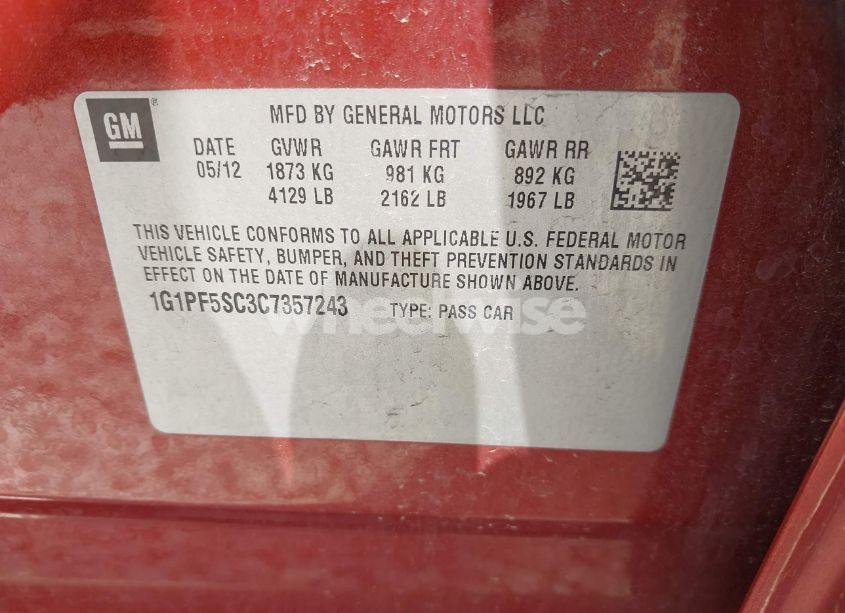 GM
®
MFD BY GENERAL MOTORS LLC
DATE GVWR GAWR FRT GAWR RR
05/12 1873 KG 981 KG 892 KG
4129 LB 2162 LB 1967 LB
THIS VEHICLE CONFORMS TO ALL APPLICABLE U.S. FEDERAL MOTOR
VEHICLE SAFETY, BUMPER, AND THEFT PREVENTION STANDARDS IN
EFFECT ON THE DATE OF MANUFACTURE SHOWN ABOVE.
1G1PF5SC3C7357243 TYPE: PASS CAR
wheelwise